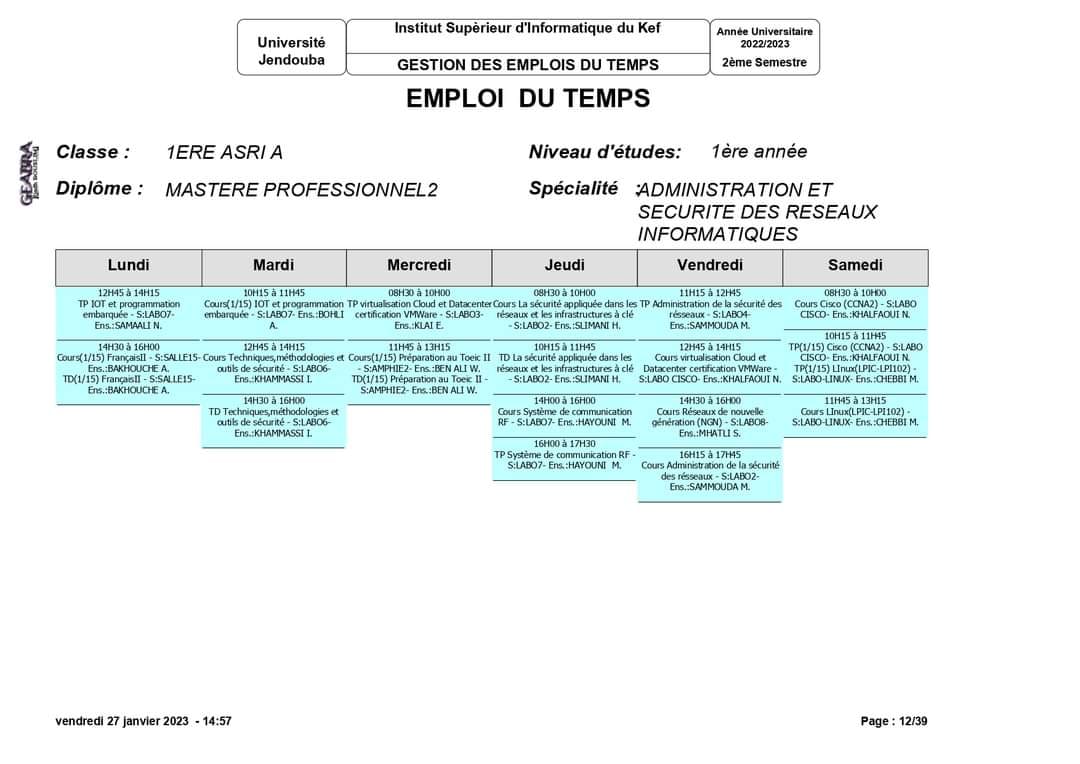 Université
Jendouba
Institut Supèrieur d'Informatique du Kef
GESTION DES EMPLOIS DU TEMPS
Année Universitaire
2022/2023
2ème Semestre
EMPLOI DU TEMPS
GEABRA
Classe :
1ERE ASRI A
Niveau d'études:
1ère année
Diplôme :
MASTERE PROFESSIONNEL2
Spécialité :
ADMINISTRATION ET
SECURITE DES RESEAUX
INFORMATIQUES
Lundi
12H45 à 14H15
TP IOT et programmation
embarquée - S:LABO7-
Ens.:SAMAALI N.
14H30 à 16H00
Cours(1/15) FrançaisII - S:SALLE15-
Ens.:BAKHOUCHE A.
TD(1/15) FrançaisII - S:SALLE15-
Ens.:BAKHOUCHE A.
Mardi
10H15 à 11H45
Cours(1/15) IOT et programmation
embarquée - S:LABO7- Ens.:BOHLI
A.
12H45 à 14H15
Cours Techniques,méthodologies et
outils de sécurité - S:LABO6-
Ens.:KHAMMASSI I.
14H30 à 16H00
TD Techniques,méthodologies et
outils de sécurité - S:LABO6-
Ens.:KHAMMASSI I.
Mercredi
08H30 à 10H00
TP virtualisation Cloud et Datacenter
certification VMWare - S:LABO3-
Ens.:KLAI E.
11H45 à 13H15
Cours(1/15) Préparation au Toeic II
- S:AMPHIE2- Ens.:BEN ALI W.
TD(1/15) Préparation au Toeic II -
S:AMPHIE2- Ens.:BEN ALI W.
Jeudi
08H30 à 10H00
Cours La sécurité appliquée dans les
réseaux et les infrastructures à clé
- S:LABO2- Ens.:SLIMANI H.
10H15 à 11H45
TD La sécurité appliquée dans les
réseaux et les infrastructures à clé
- S:LABO2- Ens.:SLIMANI H.
14H00 à 16H00
Cours Système de communication
RF - S:LABO7- Ens.:HAYOUNI M.
16H00 à 17H30
TP Système de communication RF -
S:LABO7- Ens.:HAYOUNI M.
Vendredi
11H15 à 12H45
TP Administration de la sécurité des
résseaux - S:LABO4-
Ens.:SAMMOUDA M.
12H45 à 14H15
Cours virtualisation Cloud et
Datacenter certification VMWare -
S:LABO CISCO- Ens.:KHALFAOUI N.
14H30 à 16H00
Cours Réseaux de nouvelle
génération (NGN) - S:LABO8-
Ens.:MHATLI S.
16H15 à 17H45
Cours Administration de la sécurité
des résseaux - S:LABO2-
Ens.:SAMMOUDA M.
Samedi
08H30 à 10H00
Cours Cisco (CCNA2) - S:LABO
CISCO- Ens.:KHALFAOUI N.
10H15 à 11H45
TP(1/15) Cisco (CCNA2) - S:LABO
CISCO- Ens.:KHALFAOUI N.
TP(1/15) LInux(LPIC-LPI102) -
S:LABO-LINUX- Ens.:CHEBBI M.
11H45 à 13H15
Cours LInux(LPIC-LPI102) -
S:LABO-LINUX- Ens.:CHEBBI M.
vendredi 27 janvier 2023 - 14:57
Page : 12/39